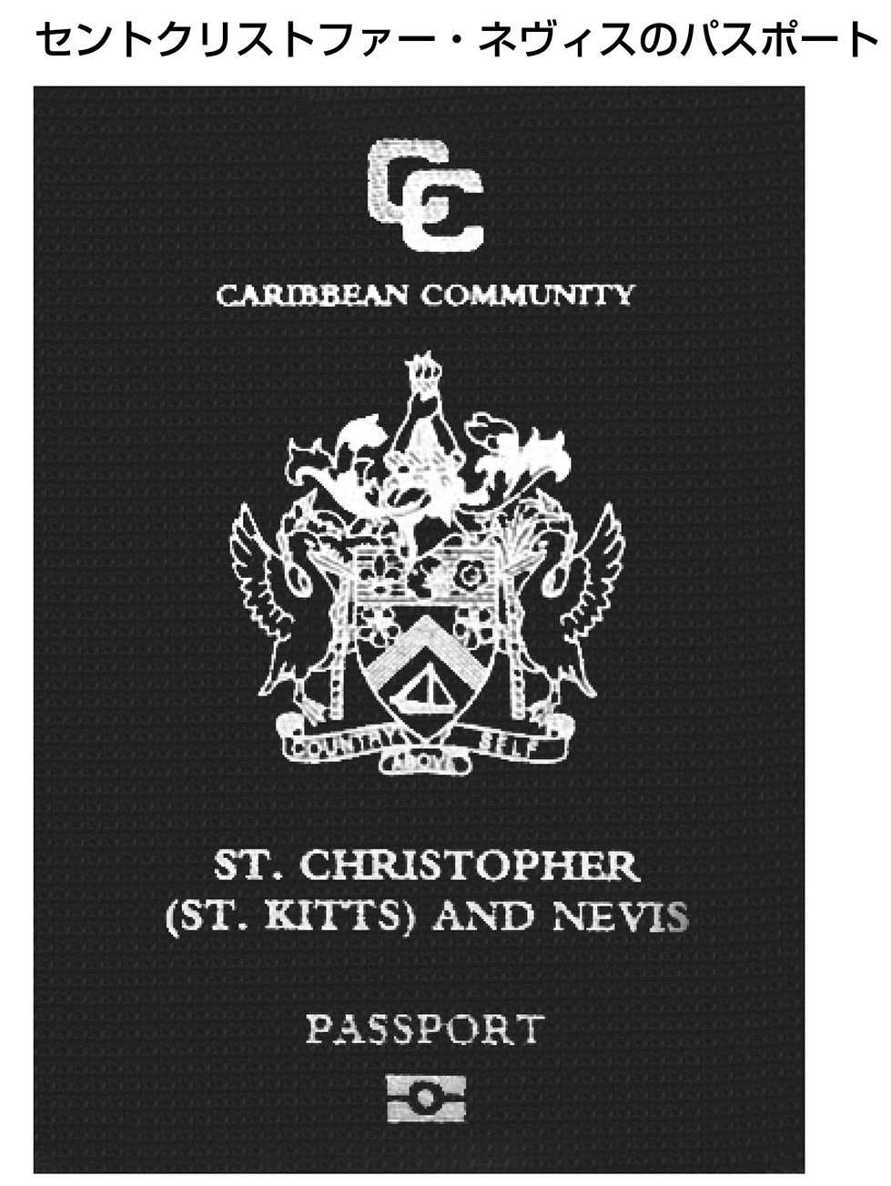 セントクリストファー・ネヴィスのパスポート
CARIBBEAN COMMUNITY
COUNTRY ABOVE SELF
ST. CHRISTOPHER
(ST. KITTS) AND NEVIS
PASSPORT